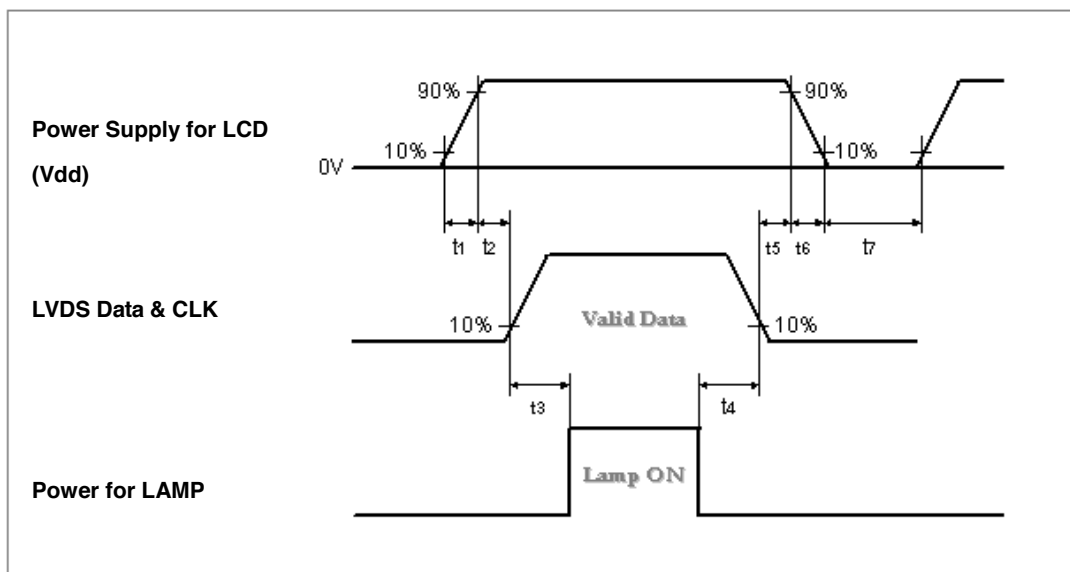 90%
90%
Power Supply for LCD
(Vdd)
10%
10%
0V
t1
t2
t5
t6
t7
LVDS Data & CLK
10%
Valid Data
10%
t3
t4
Lamp ON
Power for LAMP